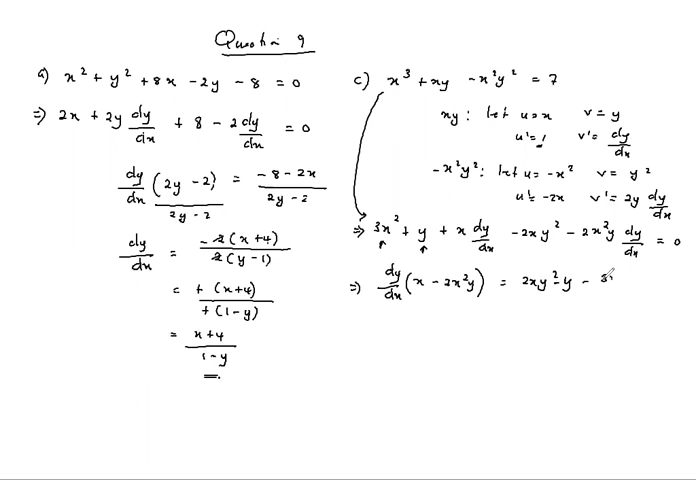 Question 9
a) x² + y² + 8x - 2y - 8 = 0
=> 2x + 2y dy/dx + 8 - 2 dy/dx = 0
dy/dx (2y - 2)/(2y - 2) = (-8 - 2x)/(2y - 2)
dy/dx = -2(x+4)/2(y-1)
= +(x+4)/+(1-y)
= x+4/1-y
c) x³ + xy - x²y² = 7
xy: let u=x v=y
u'=1 v'= dy/dx
-x²y²: let u=-x² v=y²
u'=-2x v'=2y dy/dx
=> 3x² + y + x dy/dx - 2xy² - 2x²y dy/dx = 0
=> dy/dx (x - 2x²y) = 2xy² - y - 3